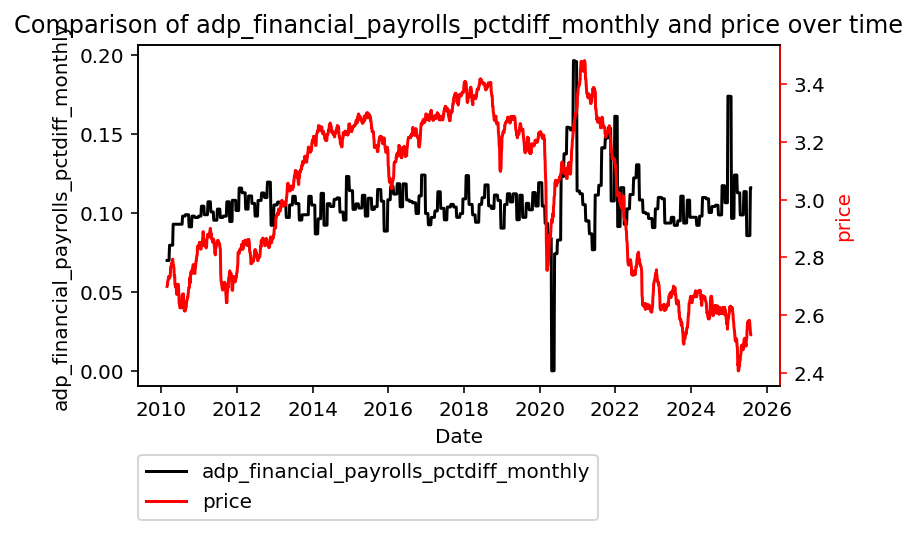 Comparison of adp_financial_payrolls_pctdiff_monthly and price over time
adp_financial_payrolls_pctdiff_monthly
0.20
0.15
0.10
0.05
0.00
3.4
3.2
3.0
2.8
2.6
2.4
price
2010 2012 2014 2016 2018 2020 2022 2024 2026
Date
adp_financial_payrolls_pctdiff_monthly
price